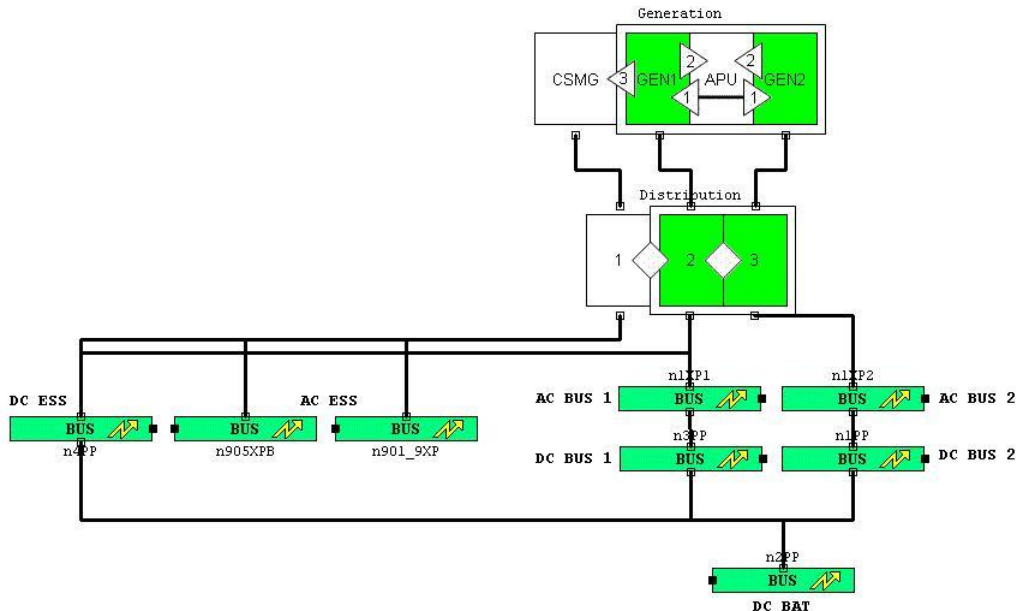 Generation
2 2
CSMG 3 GEN1 APU GEN2
1 1
Distribution
1 2 3
n1XP1 n1XP2
DC ESS AC ESS AC BUS 1 BUS BUS AC BUS 2
BUS BUS BUS
n4PP n905XPB n901_9XP
n3PP n1PP
DC BUS 1 BUS BUS DC BUS 2
n2PP
BUS
DC BAT